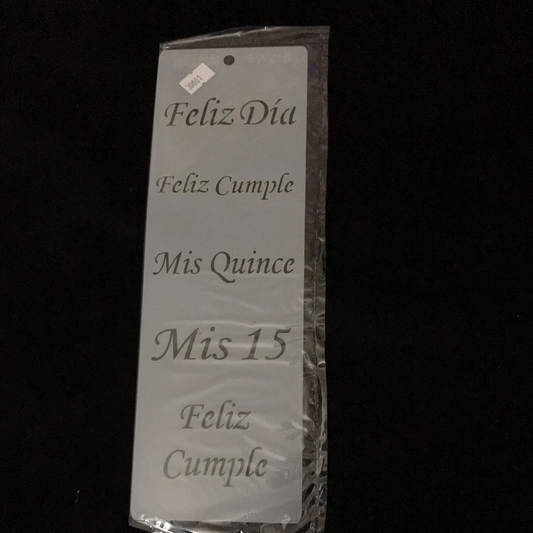 Feliz Día
Feliz Cumple
Mis Quince
Mis 15
Feliz
Cumple